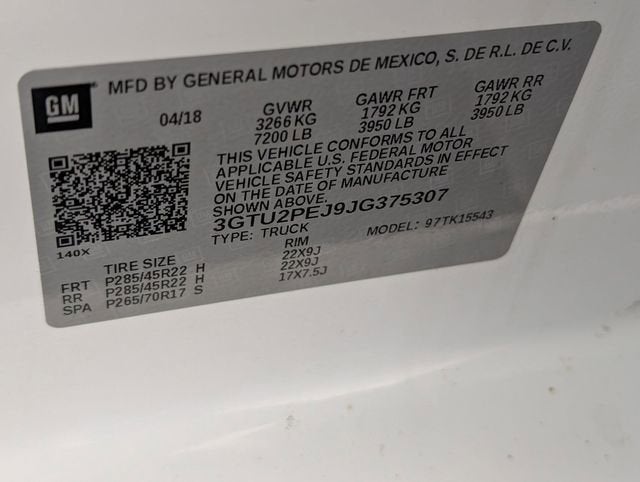 GM
MFD BY GENERAL MOTORS DE MEXICO, S. DE R.L. DE C.V.
04/18 GVWR GAWR FRT GAWR RR
3266 KG 1792 KG 1792 KG
7200 LB 3950 LB 3950 LB
THIS VEHICLE CONFORMS TO ALL
APPLICABLE U.S. FEDERAL MOTOR
VEHICLE SAFETY STANDARDS IN EFFECT
ON THE DATE OF MANUFACTURE
SHOWN ABOVE.
3GTU2PEJ9JG375307
TYPE: TRUCK MODEL: 97TK15543
140X
TIRE SIZE RIM
FRT P285/45R22 H 22X9J
RR P285/45R22 H 22X9J
SPA P265/70R17 S 17X7.5J